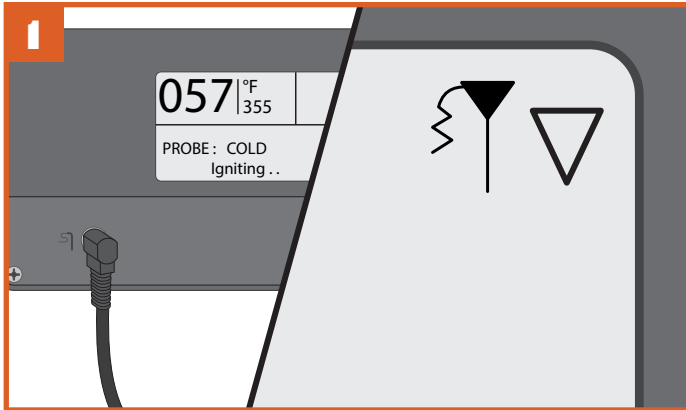 1
057 °F
355
PROBE : COLD
Igniting . .